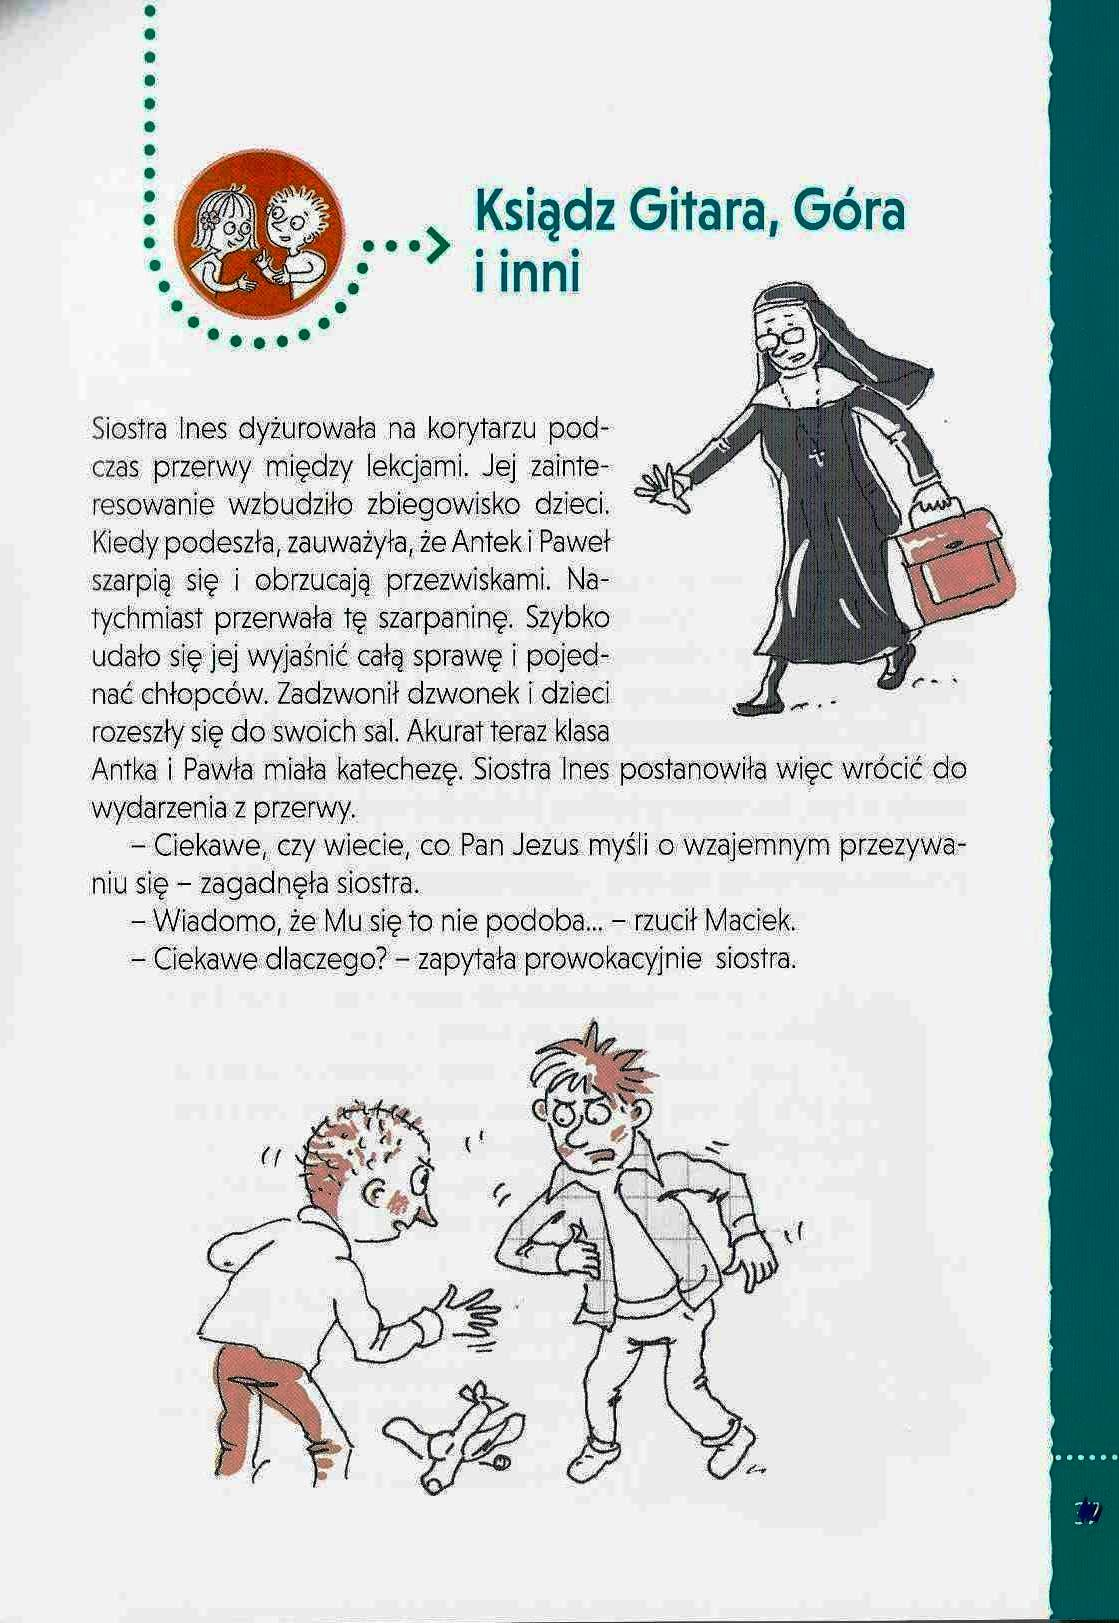 Ksiądz Gitara, Góra
i inni
Siostra Ines dyżurowała na korytarzu pod-
czas przerwy między lekcjami. Jej zainte-
resowanie wzbudziło zbiegowisko dzieci.
Kiedy podeszła, zauważyła, że Antek i Paweł
szarpią się i obrzucają przezwiskami. Na-
tychmiast przerwała tę szarpaninę. Szybko
udało się jej wyjaśnić całą sprawę i pojed-
nać chłopców. Zadzwonił dzwonek i dzieci
rozeszły się do swoich sal. Akurat teraz klasa
Antka i Pawła miała katechezę. Siostra Ines postanowiła więc wrócić do
wydarzenia z przerwy.
– Ciekawe, czy wiecie, co Pan Jezus myśli o wzajemnym przezywa-
niu się – zagadnęła siostra.
– Wiadomo, że Mu się to nie podoba... – rzucił Maciek.
– Ciekawe dlaczego? – zapytała prowokacyjnie siostra.